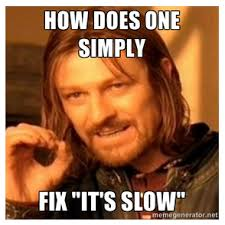 HOW DOES ONE
SIMPLY
FIX "IT'S SLOW"
memegenerator.net